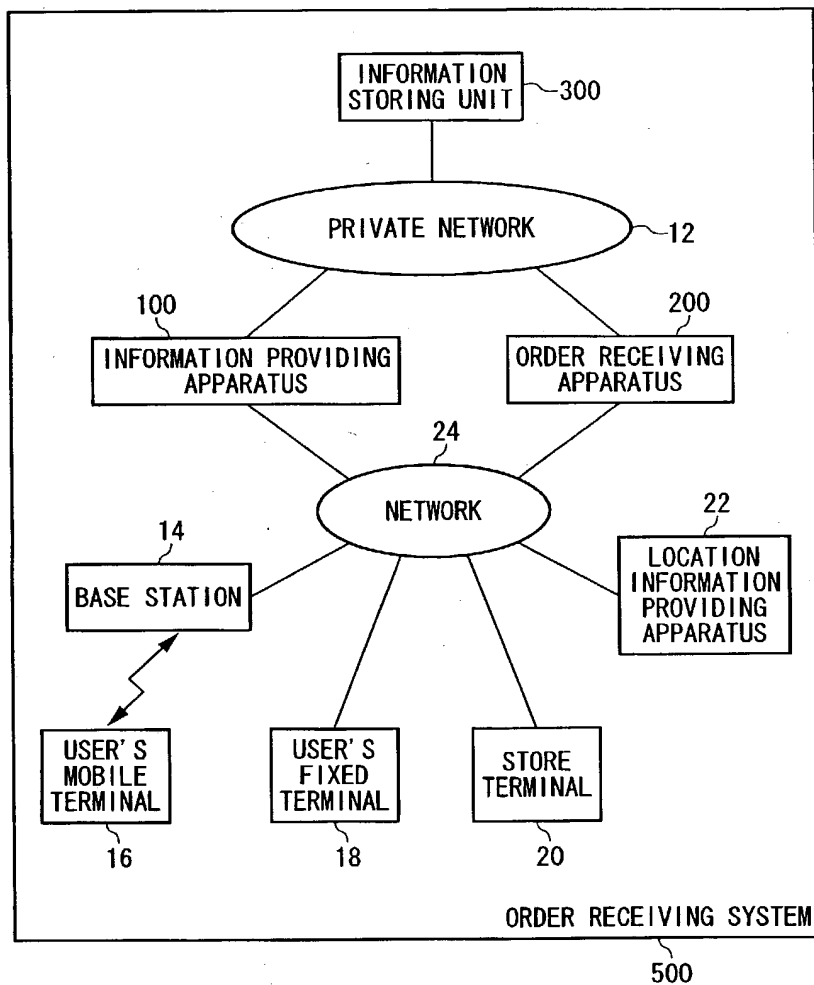 INFORMATION
STORING UNIT
300
PRIVATE NETWORK
12
100
INFORMATION PROVIDING
APPARATUS
200
ORDER RECEIVING
APPARATUS
24
NETWORK
14
BASE STATION
22
LOCATION
INFORMATION
PROVIDING
APPARATUS
USER'S
MOBILE
TERMINAL
16
USER'S
FIXED
TERMINAL
18
STORE
TERMINAL
20
ORDER RECEIVING SYSTEM
500